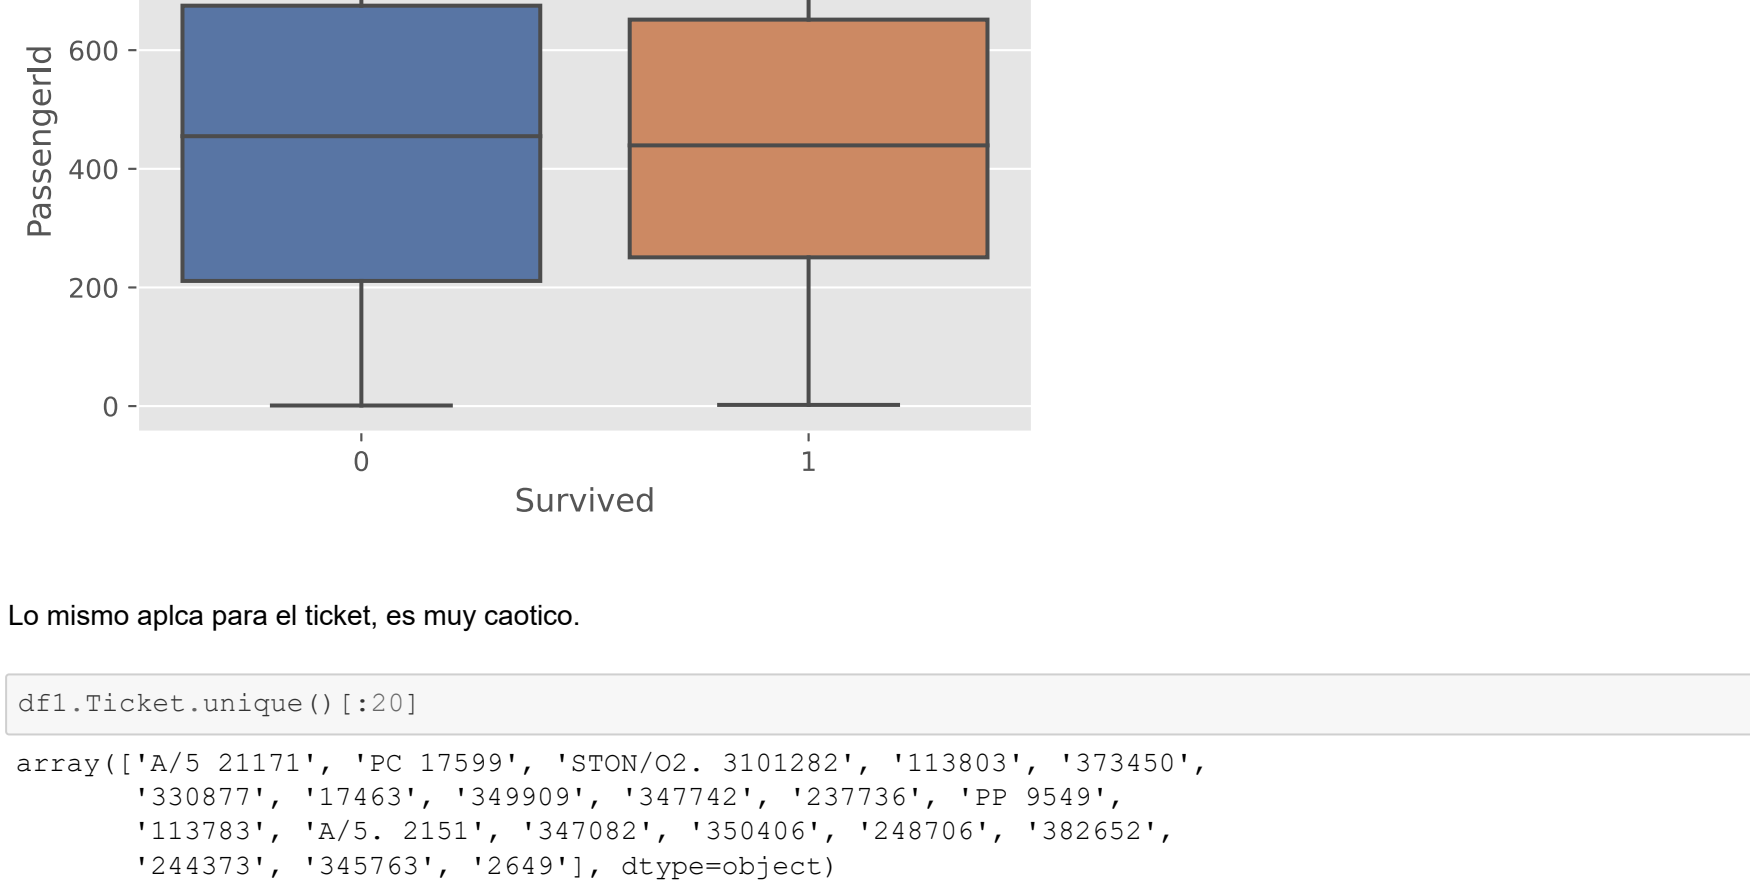 PassengerId
600
400
200
0
0 1
Survived
Lo mismo aplca para el ticket, es muy caotico.
df1.Ticket.unique()[:20]
array(['A/5 21171', 'PC 17599', 'STON/O2. 3101282', '113803', '373450',
'330877', '17463', '349909', '347742', '237736', 'PP 9549',
'113783', 'A/5. 2151', '347082', '350406', '248706', '382652',
'244373', '345763', '2649'], dtype=object)